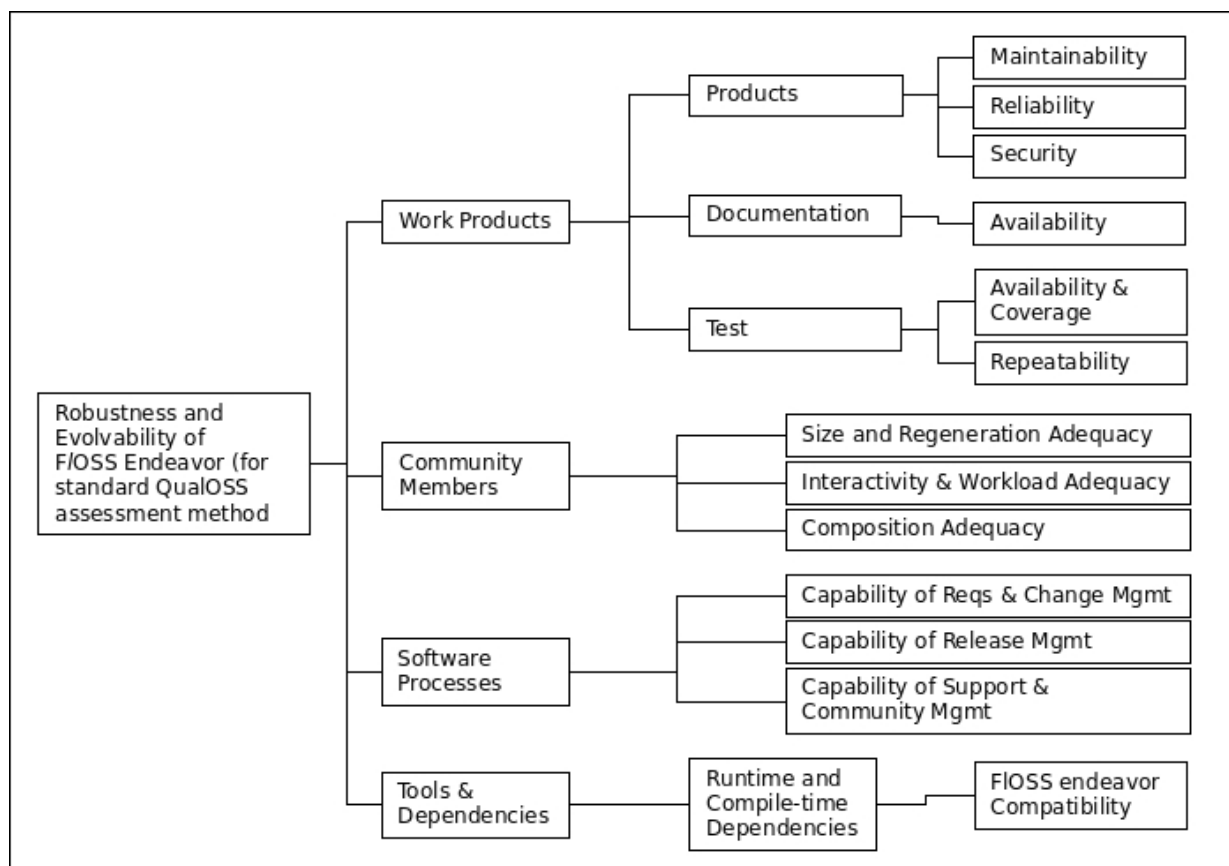 Maintainability
Products
Reliability
Security
Work Products
Documentation
Availability
Availability &
Coverage
Test
Repeatability
Robustness and
Evolvability of
FlOSS Endeavor (for
standard QualOSS
assessment method
Community
Members
Size and Regeneration Adequacy
Interactivity & Workload Adequacy
Composition Adequacy
Software
Processes
Capability of Reqs & Change Mgmt
Capability of Release Mgmt
Capability of Support &
Community Mgmt
Tools &
Dependencies
Runtime and
Compile-time
Dependencies
FlOSS endeavor
Compatibility